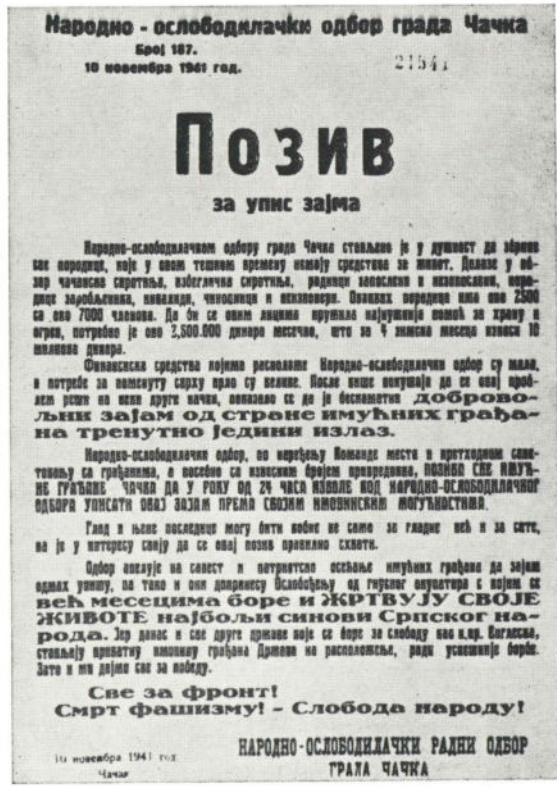 Народно - ослободилачки одбор града Чачка
Број 187.
10 новембра 1941 год.
21541
Позив
за упис зајма
Народно-ослободилачком одбору града Чачка стављено је у дужност да збрине
све породице, које у овом тешком времену немају средства за живот. Долазе у об-
зир чачанска сиротиња, избегличка сиротиња, радници запослени и незапослени, поро-
дице заробљеника, инвалиди, чиновници и пензионери. Оваквих породица има око 2500
са око 7000 чланова. Да би се овим лицима пружила најнужнија помоћ за храну и
огрев, потребно је око 2,500.000 динара месечно, што за 4 зимска месеца износи 10
милиона динара.
Финансиска средства којима располаже Народно-ослободилачки одбор су мала,
а потребе за поменуту сврху врло су велике. После више покушаја да се овај проб-
лем реши на неки други начин, показало се да је бескаматни добровО-
љни зајам од стране имућних грађа-
на тренутно једини излаз.
Народно-ослободилачки одбор, по наређењу Команде места и претходном саве-
товању са грађанима, а посебно са извесним бројем привредника, ПОЗИВА СВЕ ИМУЋ-
НЕ ГРАЂАНЕ ЧАЧКА ДА У РОКУ ОД 24 ЧАСА ИЗВОЛЕ КОД НАРОДНО-ОСЛОБОДИЛАЧКОГ
ОДБОРА УПИСАТИ ОВАЈ ЗАЈАМ ПРЕМА СВОЈИМ ИМОВИНСКИМ МОГУЋНОСТИМА.
Глад и њене последице могу бити кобне не само за гладне већ и за сите,
па је у интересу свију да се овај позив правилно схвати.
Одбор апелује на савест и патриотско осећање имућних грађана да зајам
одмах упишу, па тако и они допринесу Ослобођењу од гнусног окупатора с којим се
већ месецима боре и ЖРТВУЈУ СВОЈЕ
ЖИВОТЕ најбољи синови Српског на-
рода. Јер данас и све друге државе које се боре за слободу као н.пр. Енглеска,
стављају приватну имовину грађана Држави на расположење, ради успешније борбе.
Зато и ми дајмо све за победу.
Све за фронт!
Смрт фашизму! - Слобода народу!
10 новембра 1941 год
Чачак
НАРОДНО-ОСЛОБОДИЛАЧКИ РАДНИ ОДБОР
ГРАДА ЧАЧКА